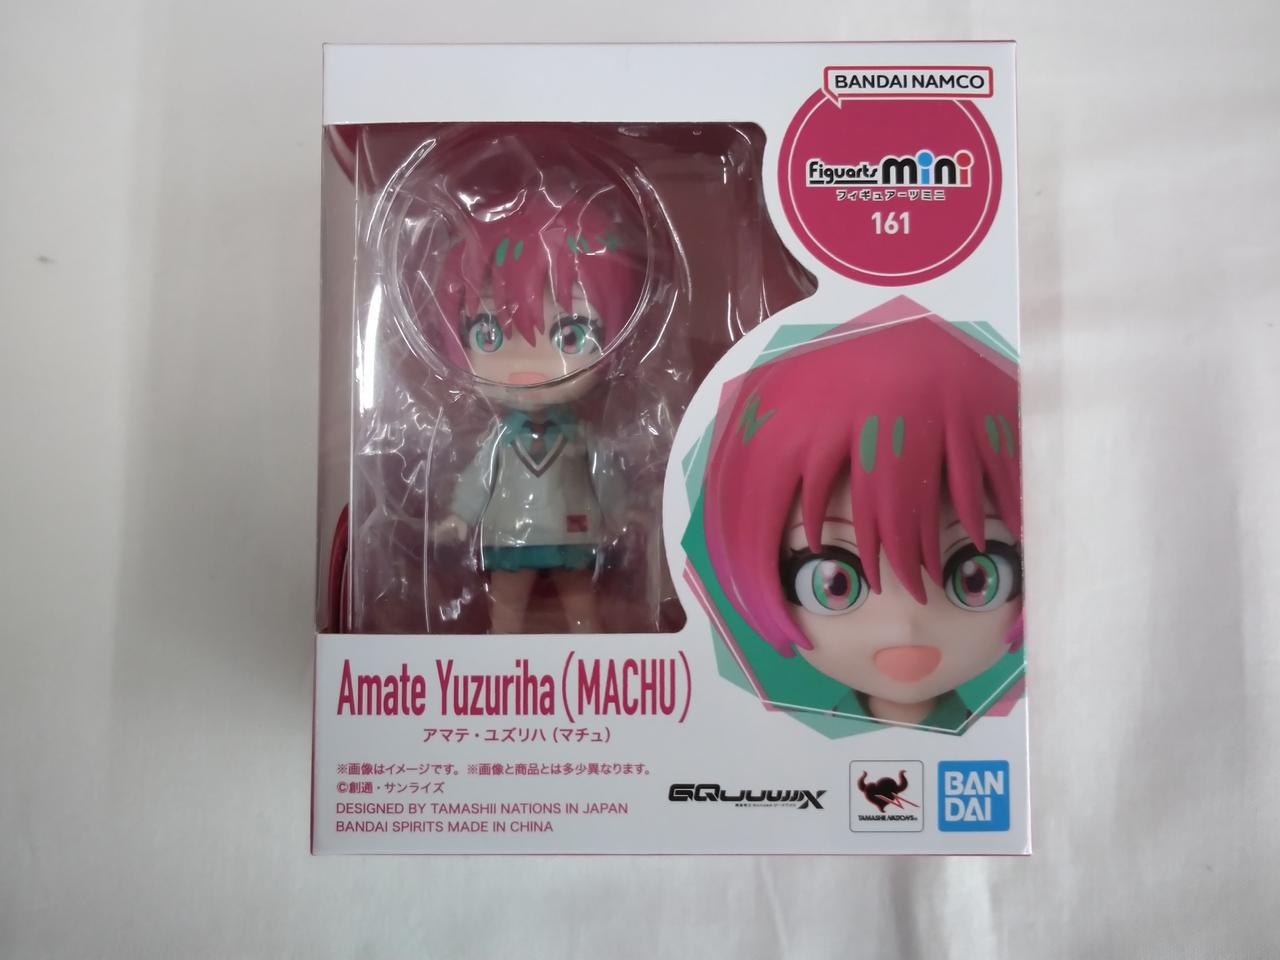 BANDAI NAMCO
Figuarts mini
フィギュアーツミニ
161
Amate Yuzuriha (MACHU)
アマテ・ユズリハ (マチュ)
※画像はイメージです。 ※画像と商品とは多少異なります。
©創通・サンライズ
DESIGNED BY TAMASHII NATIONS IN JAPAN
BANDAI SPIRITS MADE IN CHINA
GQuuuuuuX
TAMASHII NATIONS
BAN
DAI